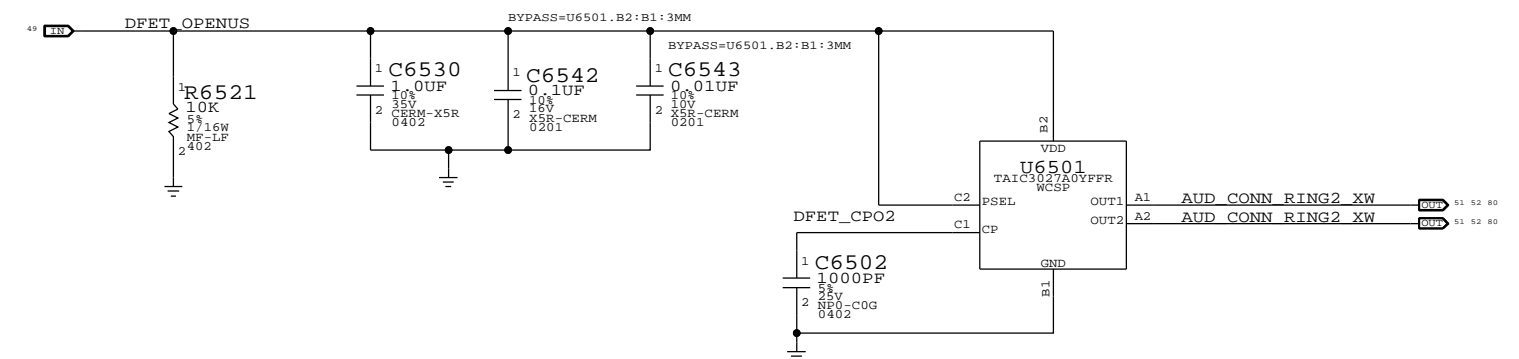 49 IN DFET_OPENUS
BYPASS=U6501.B2:B1:3MM
BYPASS=U6501.B2:B1:3MM
1
R6521
10K
5%
1/16W
MF-LF
402
2
1
C6530
1.0UF
10%
35V
CERM-X5R
0402
2
1
C6542
0.1UF
10%
16V
X5R-CERM
0201
2
1
C6543
0.01UF
10%
10V
X5R-CERM
0201
2
B2
VDD
U6501
TAIC3027A0YFFR
WCSP
C2 PSEL
OUT1 A1 AUD_CONN_RING2_XW OUT 51 52 80
OUT2 A2 AUD_CONN_RING2_XW OUT 51 52 80
DFET_CPO2
C1 CP
GND
B1
1
C6502
1000PF
5%
25V
NP0-C0G
0402
2